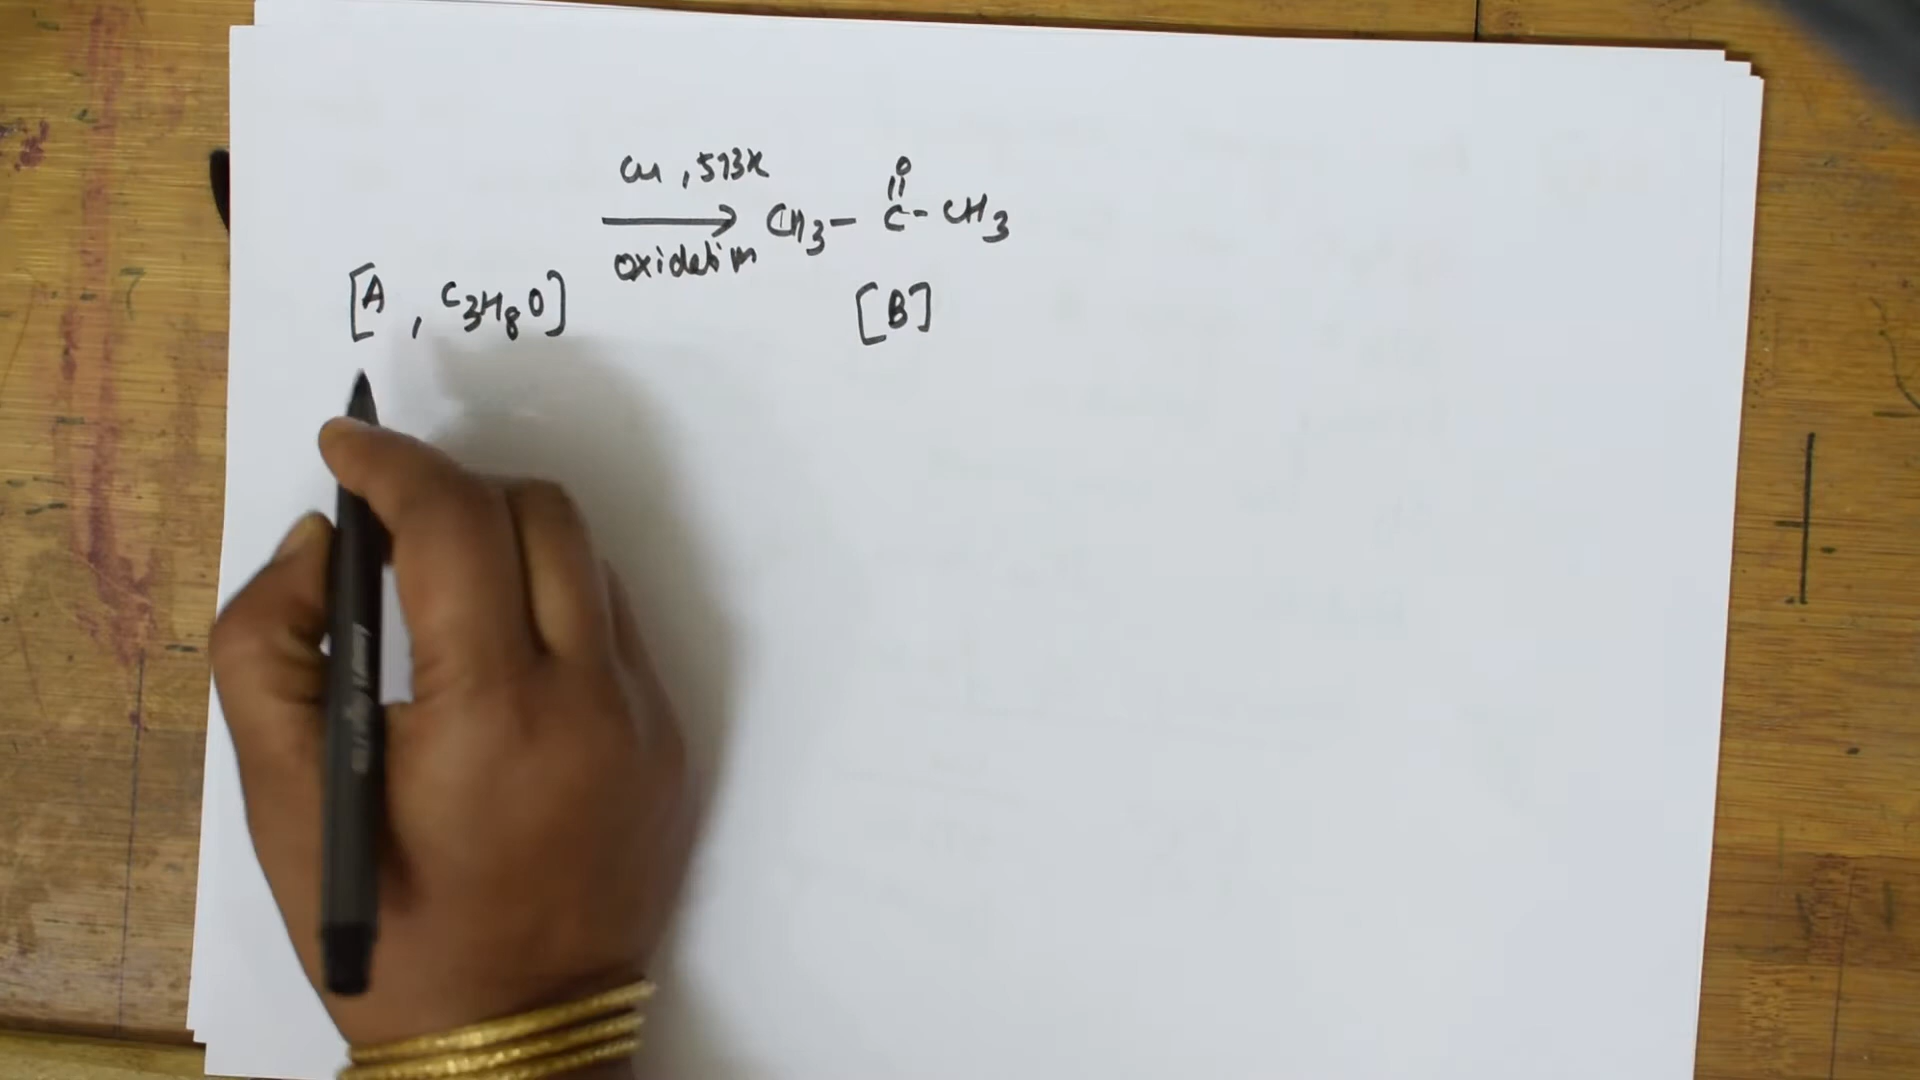 Cu , 573K
CH3 - C - CH3
O
oxidation
[A , C3H8O]
[B]